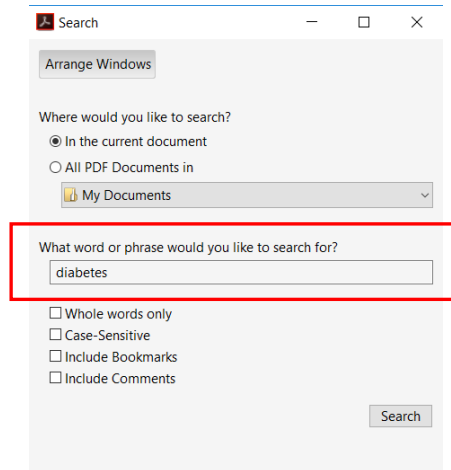 Search
Arrange Windows
Where would you like to search?
In the current document
All PDF Documents in
My Documents
What word or phrase would you like to search for?
diabetes
Whole words only
Case-Sensitive
Include Bookmarks
Include Comments
Search